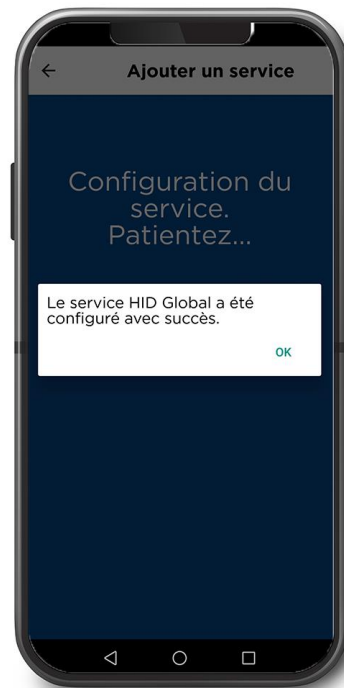 Ajouter un service
Configuration du
service.
Patientez...
Le service HID Global a été
configuré avec succès.
OK